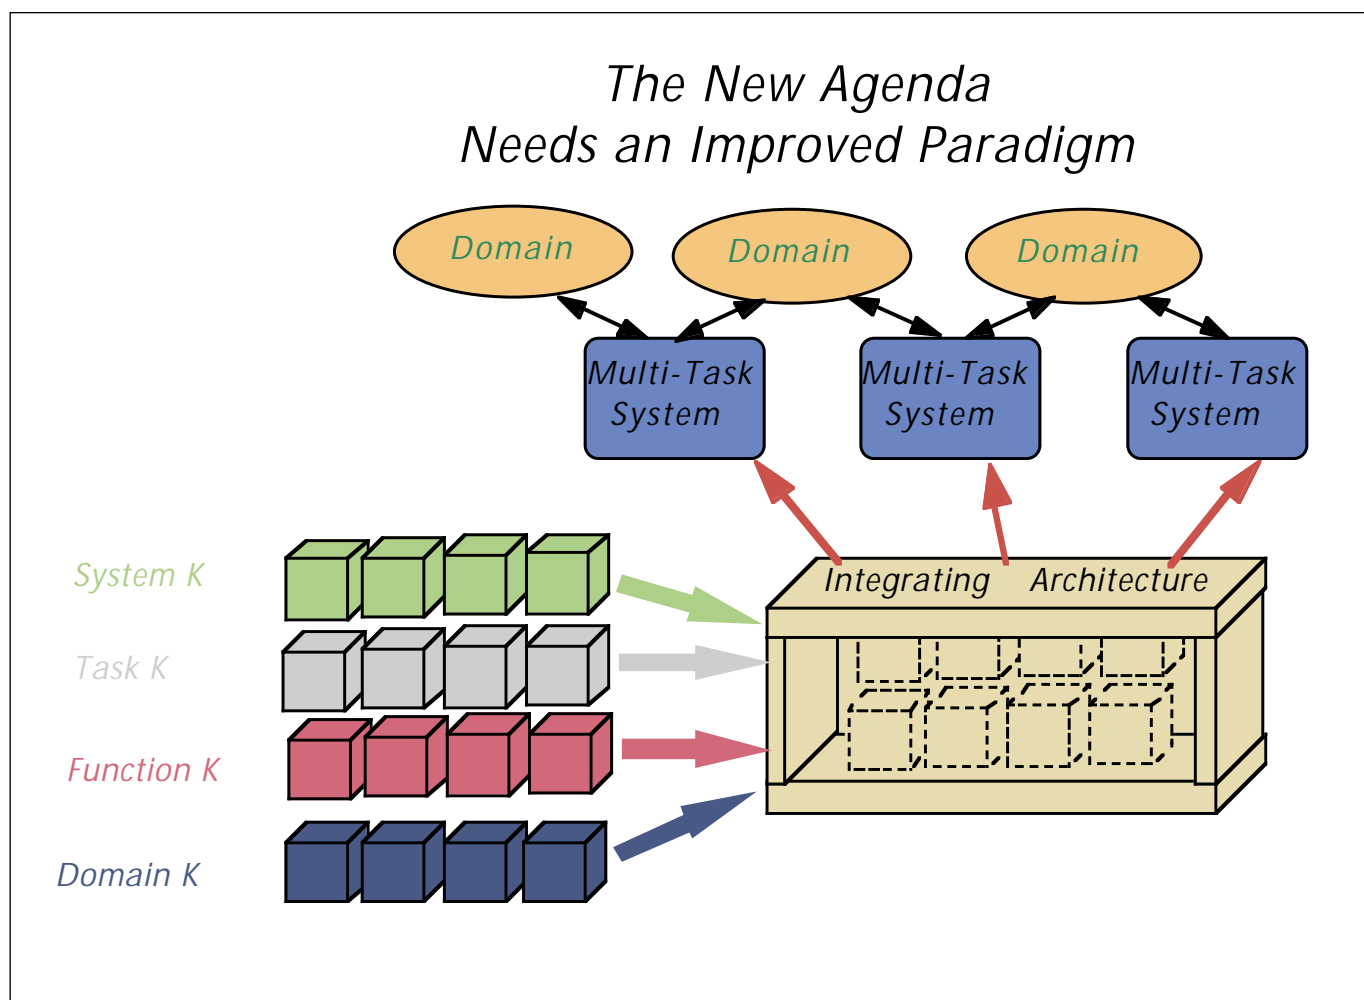 The New Agenda
Needs an Improved Paradigm
Domain
Domain
Domain
Multi-Task
System
Multi-Task
System
Multi-Task
System
Integrating Architecture
System K
Task K
Function K
Domain K